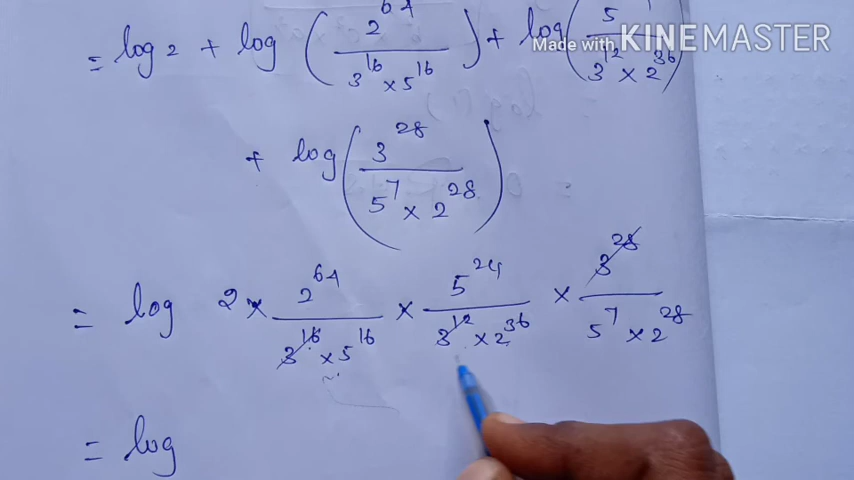 = log 2 + log (2^64 / 3^16 × 5^16) + log (5 / 3^12 × 2^36)
Made with KINEMASTER
+ log (3^28 / 5^7 × 2^28)
= log 2 × 2^64 / 3^16 × 5^16 × 5^24 / 3^12 × 2^36 × 3^28 / 5^7 × 2^28
= log